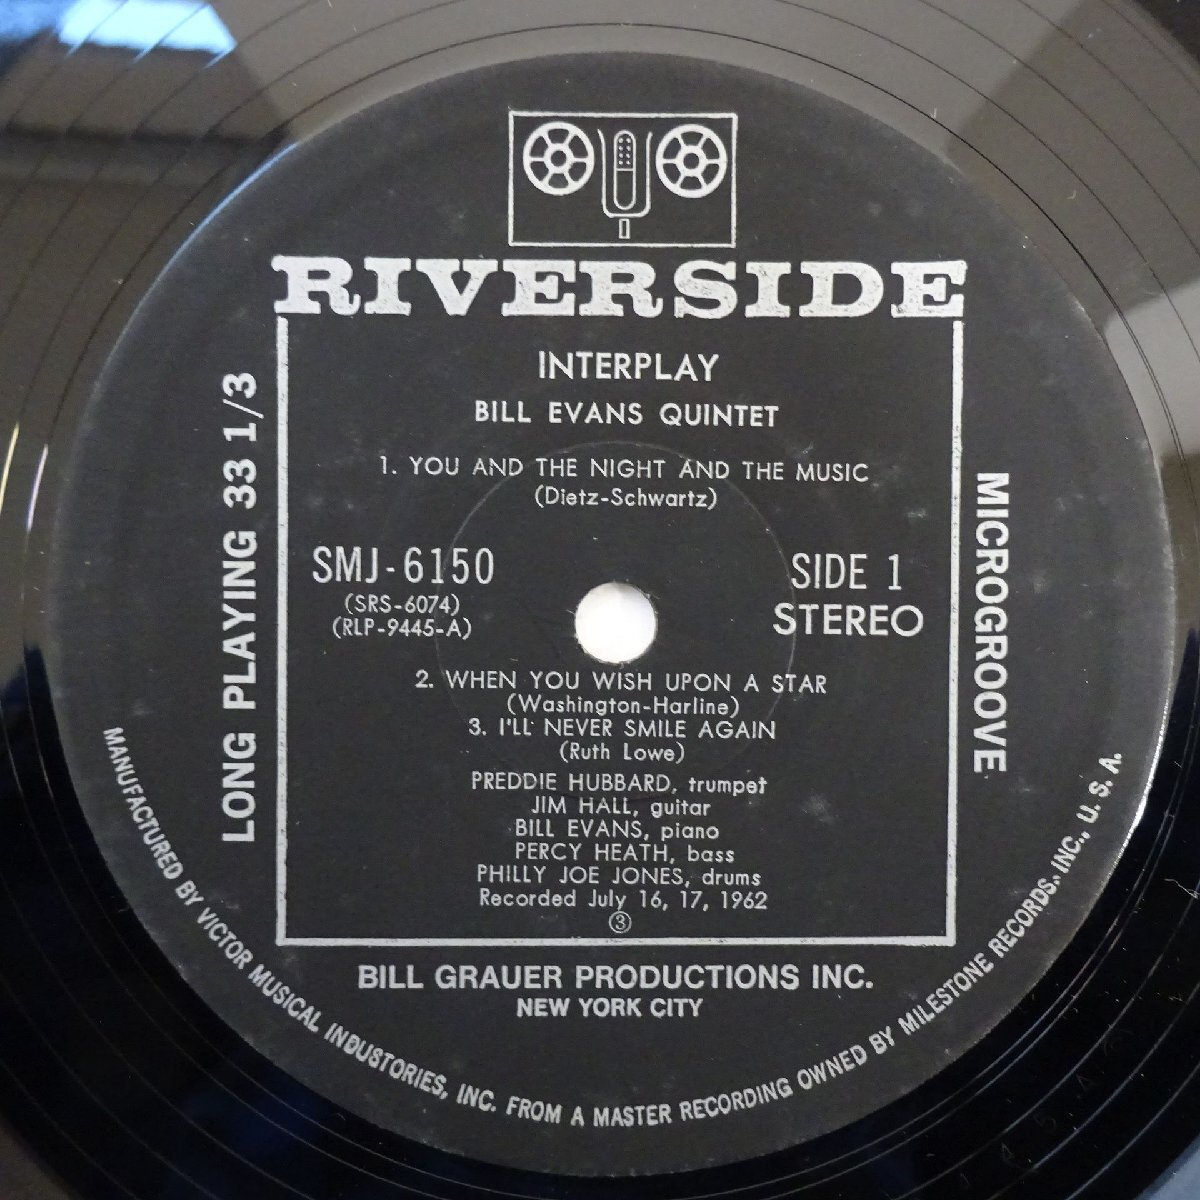 RIVERSIDE
INTERPLAY
BILL EVANS QUINTET
1. YOU AND THE NIGHT AND THE MUSIC
(Dietz-Schwartz)
SMJ-6150
(SRS-6074)
(RLP-9445-A)
SIDE 1
STEREO
2. WHEN YOU WISH UPON A STAR
(Washington-Harline)
3. I'LL NEVER SMILE AGAIN
(Ruth Lowe)
PREDDIE HUBBARD, trumpet
JIM HALL, guitar
BILL EVANS, piano
PERCY HEATH, bass
PHILLY JOE JONES, drums
Recorded July 16, 17, 1962
③
LONG PLAYING 33 1/3
MICROGROOVE
BILL GRAUER PRODUCTIONS INC.
NEW YORK CITY
MANUFACTURED BY VICTOR MUSICAL INDUSTORIES, INC. FROM A MASTER RECORDING OWNED BY MILESTONE RECORDS. INC., U. S. A.